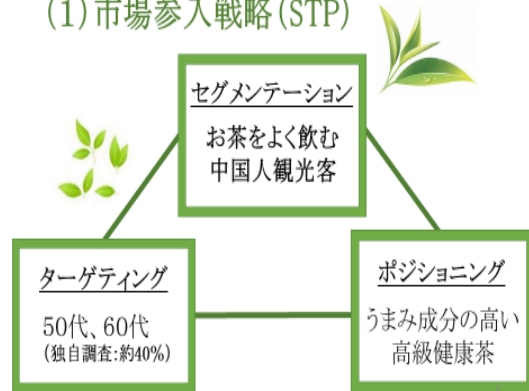 (1)市場参入戦略(STP)
セグメンテーション
お茶をよく飲む
中国人観光客
ターゲティング
50代、60代
(独自調査:約40%)
ポジショニング
うまみ成分の高い
高級健康茶